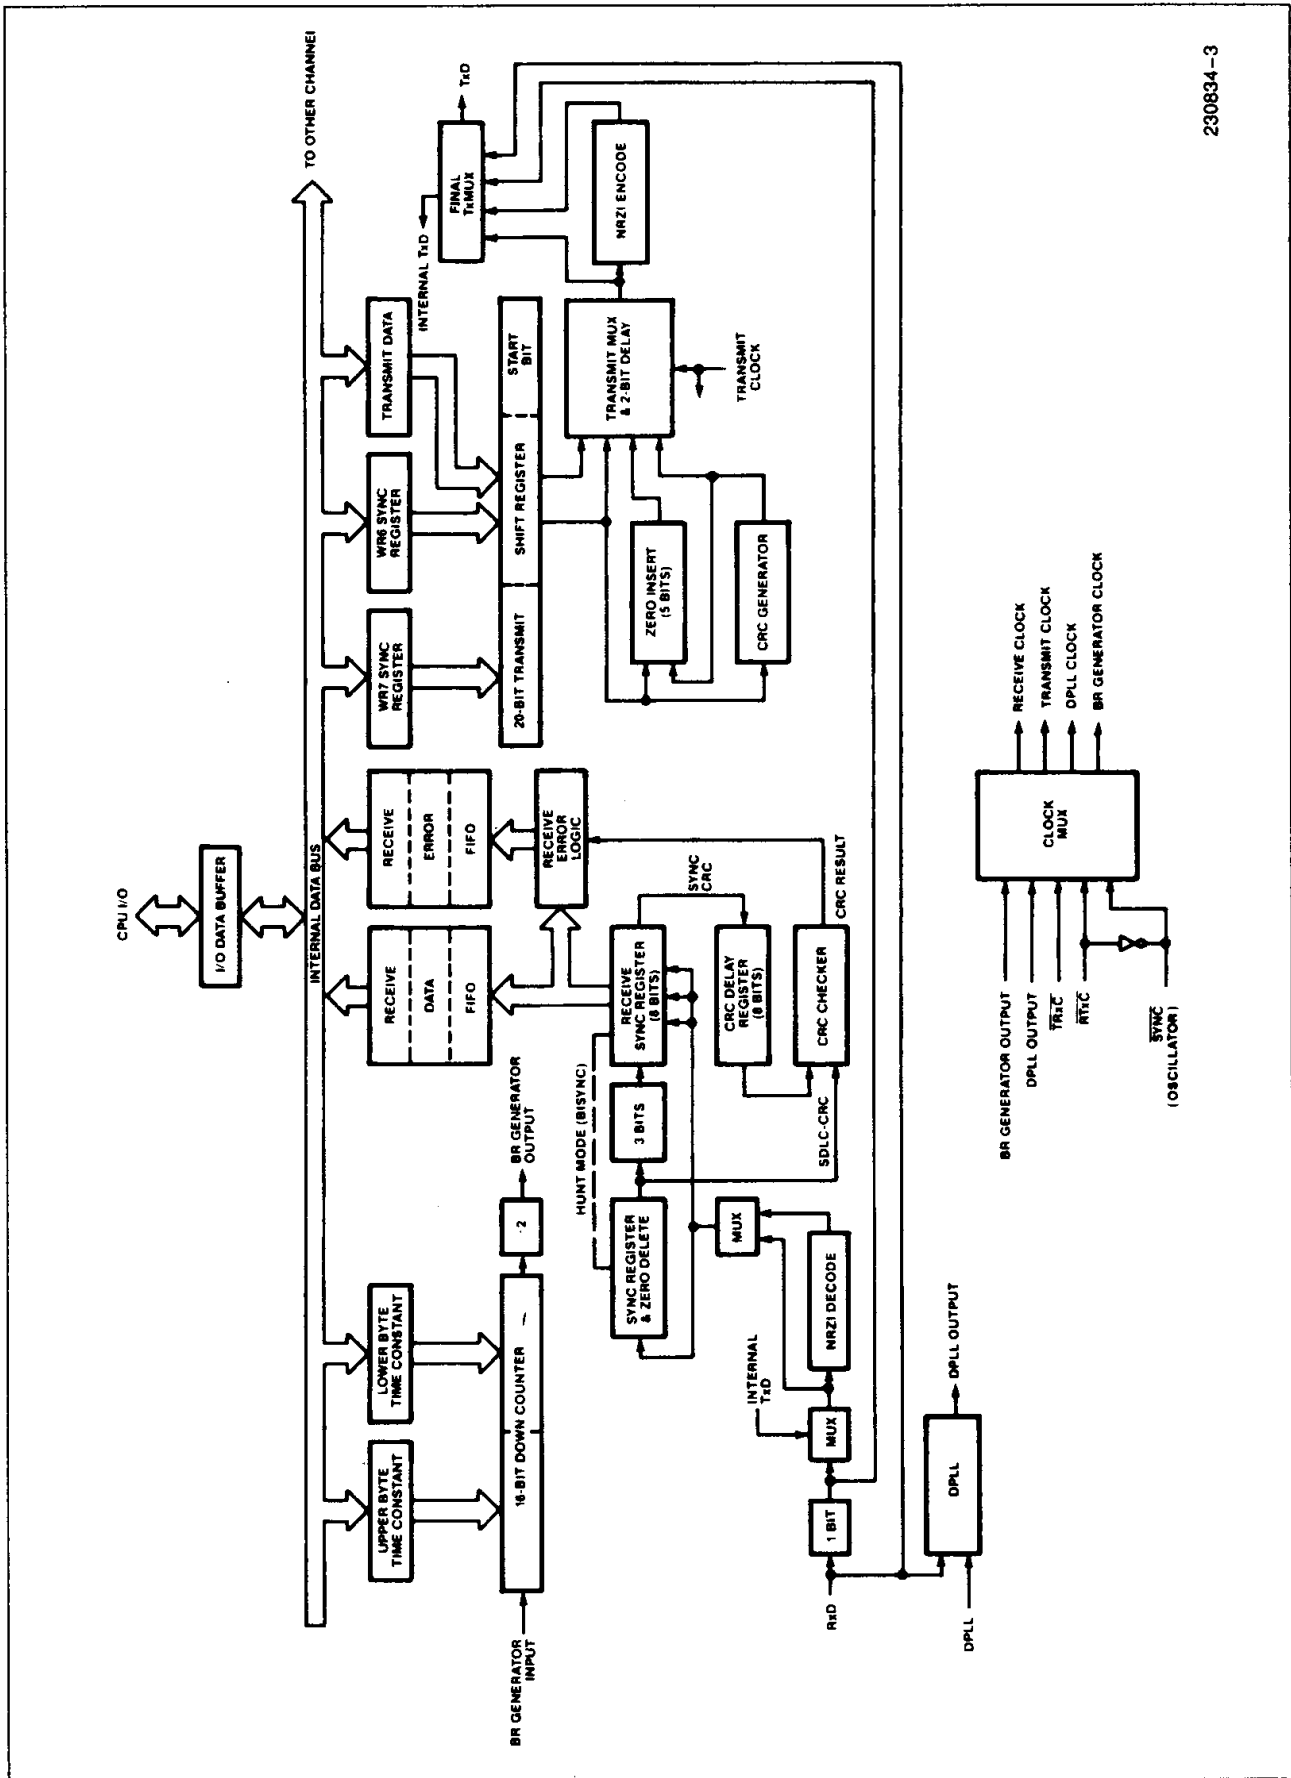 CPU I/O
I/O DATA BUFFER
INTERNAL DATA BUS
TO OTHER CHANNEL
UPPER BYTE
TIME CONSTANT
LOWER BYTE
TIME CONSTANT
RECEIVE
DATA
FIFO
RECEIVE
ERROR
FIFO
WR7 SYNC
REGISTER
WR6 SYNC
REGISTER
TRANSMIT DATA
INTERNAL TxD
FINAL
TxMUX
TxD
BR GENERATOR
INPUT
16-BIT DOWN COUNTER
2
BR GENERATOR
OUTPUT
RECEIVE
ERROR
LOGIC
20-BIT TRANSMIT
SHIFT REGISTER
START
BIT
HUNT MODE (BISYNC)
SYNC REGISTER
& ZERO DELETE
3 BITS
RECEIVE
SYNC REGISTER
(8 BITS)
SYNC
CRC
TRANSMIT MUX
& 2-BIT DELAY
NRZI ENCODE
ZERO INSERT
(5 BITS)
TRANSMIT
CLOCK
CRC GENERATOR
MUX
CRC DELAY
REGISTER
(8 BITS)
INTERNAL
TxD
SDLC-CRC
CRC CHECKER
CRC RESULT
RxD
1 BIT
MUX
NRZI DECODE
DPLL
DPLL
DPLL OUTPUT
BR GENERATOR OUTPUT
DPLL OUTPUT
TRxC
RTxC
SYNC
(OSCILLATOR)
CLOCK
MUX
RECEIVE CLOCK
TRANSMIT CLOCK
DPLL CLOCK
BR GENERATOR CLOCK
230834-3